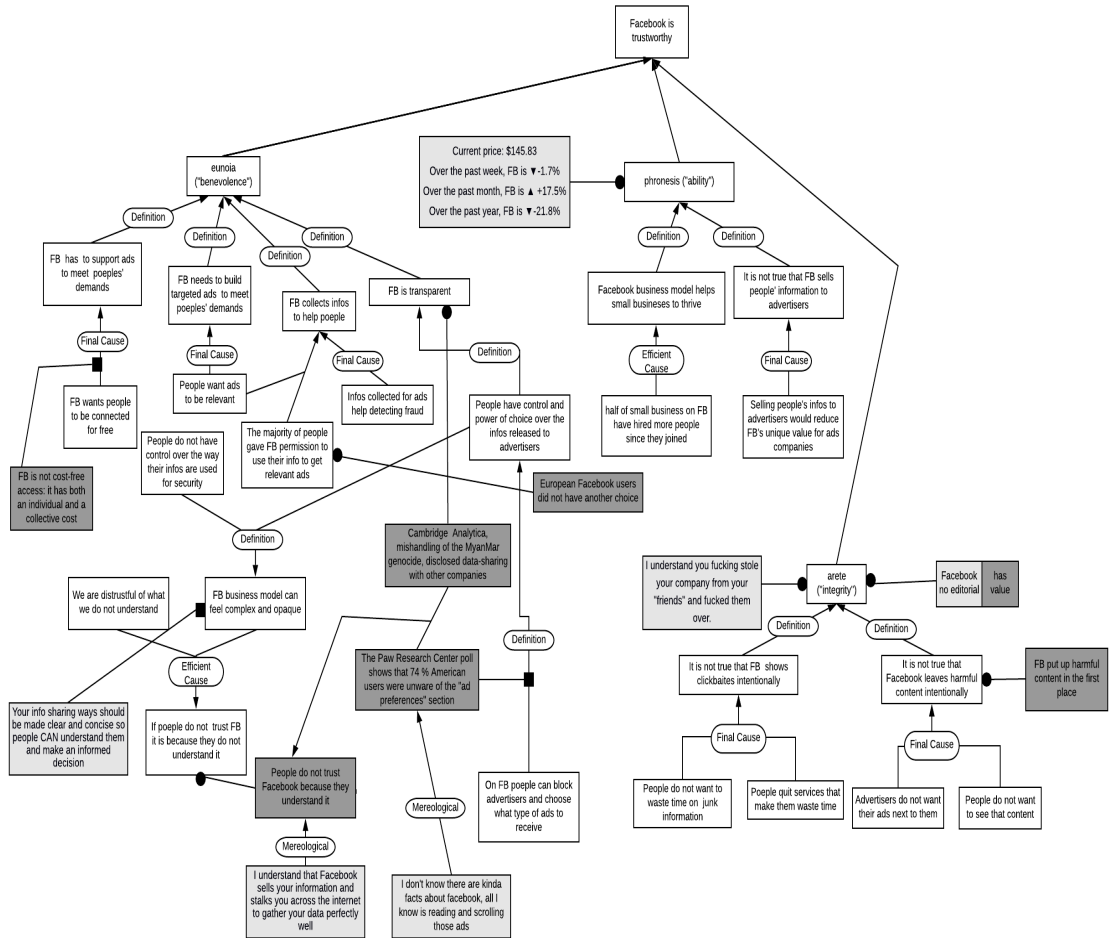 Facebook is
trustworthy
eunoia
("benevolence")
Current price: $145.83
Over the past week, FB is ▼-1.7%
Over the past month, FB is ▲ +17.5%
Over the past year, FB is ▼-21.8%
phronesis ("ability")
Definition
Definition
Definition
Definition
Definition
Definition
FB has to support ads
to meet poeples'
demands
FB needs to build
targeted ads to meet
poeples' demands
FB collects infos
to help poeple
FB is transparent
Facebook business model helps
small busineses to thrive
It is not true that FB sells
people' information to
advertisers
Final Cause
Final Cause
Final Cause
Definition
Efficient
Cause
Final Cause
FB wants people
to be connected
for free
People want ads
to be relevant
Infos collected for ads
help detecting fraud
People have control and
power of choice over the
infos released to
advertisers
half of small business on FB
have hired more people
since they joined
Selling people's infos to
advertisers would reduce
FB's unique value for ads
companies
People do not have
control over the way
their infos are used
for security
The majority of people
gave FB permission to
use their info to get
relevant ads
FB is not cost-free
access: it has both
an individual and a
collective cost
European Facebook users
did not have another choice
Definition
Cambridge Analytica,
mishandling of the MyanMar
genocide, disclosed data-sharing
with other companies
We are distrustful of what
we do not understand
FB business model can
feel complex and opaque
I understand you fucking stole
your company from your
"friends" and fucked them
over.
arete
("integrity")
Facebook
no editorial
has
value
Definition
Definition
Definition
Efficient
Cause
The Paw Research Center poll
shows that 74 % American
users were unware of the "ad
preferences" section
It is not true that FB shows
clickbaites intentionally
It is not true that
Facebook leaves harmful
content intentionally
FB put up harmful
content in the first
place
Your info sharing ways should
be made clear and concise so
people CAN understand them
and make an informed
decision
If poeple do not trust FB
it is because they do not
understand it
Final Cause
Final Cause
People do not trust
Facebook because they
understand it
On FB poeple can block
advertisers and choose
what type of ads to
receive
People do not want to
waste time on junk
information
Poeple quit services that
make them waste time
Advertisers do not want
their ads next to them
People do not want
to see that content
Mereological
Mereological
I understand that Facebook
sells your information and
stalks you across the internet
to gather your data perfectly
well
I don't know there are kinda
facts about facebook, all I
know is reading and scrolling
those ads